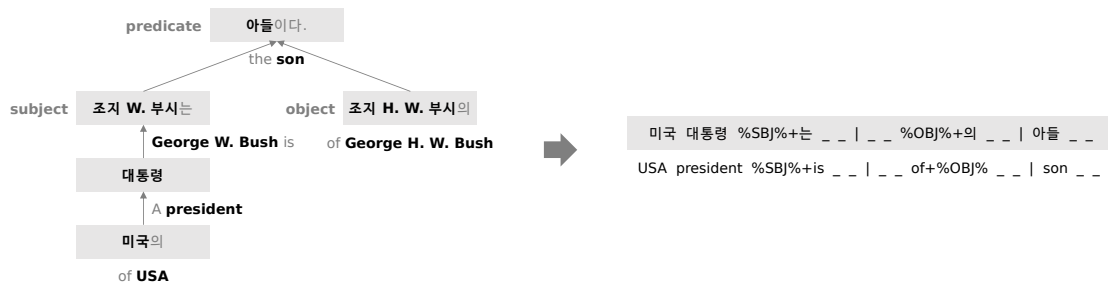 predicate 아들이다.
the son
subject 조지 W. 부시는 object 조지 H. W. 부시의
George W. Bush is of George H. W. Bush
대통령
A president
미국의
of USA
미국 대통령 %SBJ%+는 _ _ | _ _ %OBJ%+의 _ _ | 아들 _ _
USA president %SBJ%+is _ _ | _ _ of+%OBJ% _ _ | son _ _